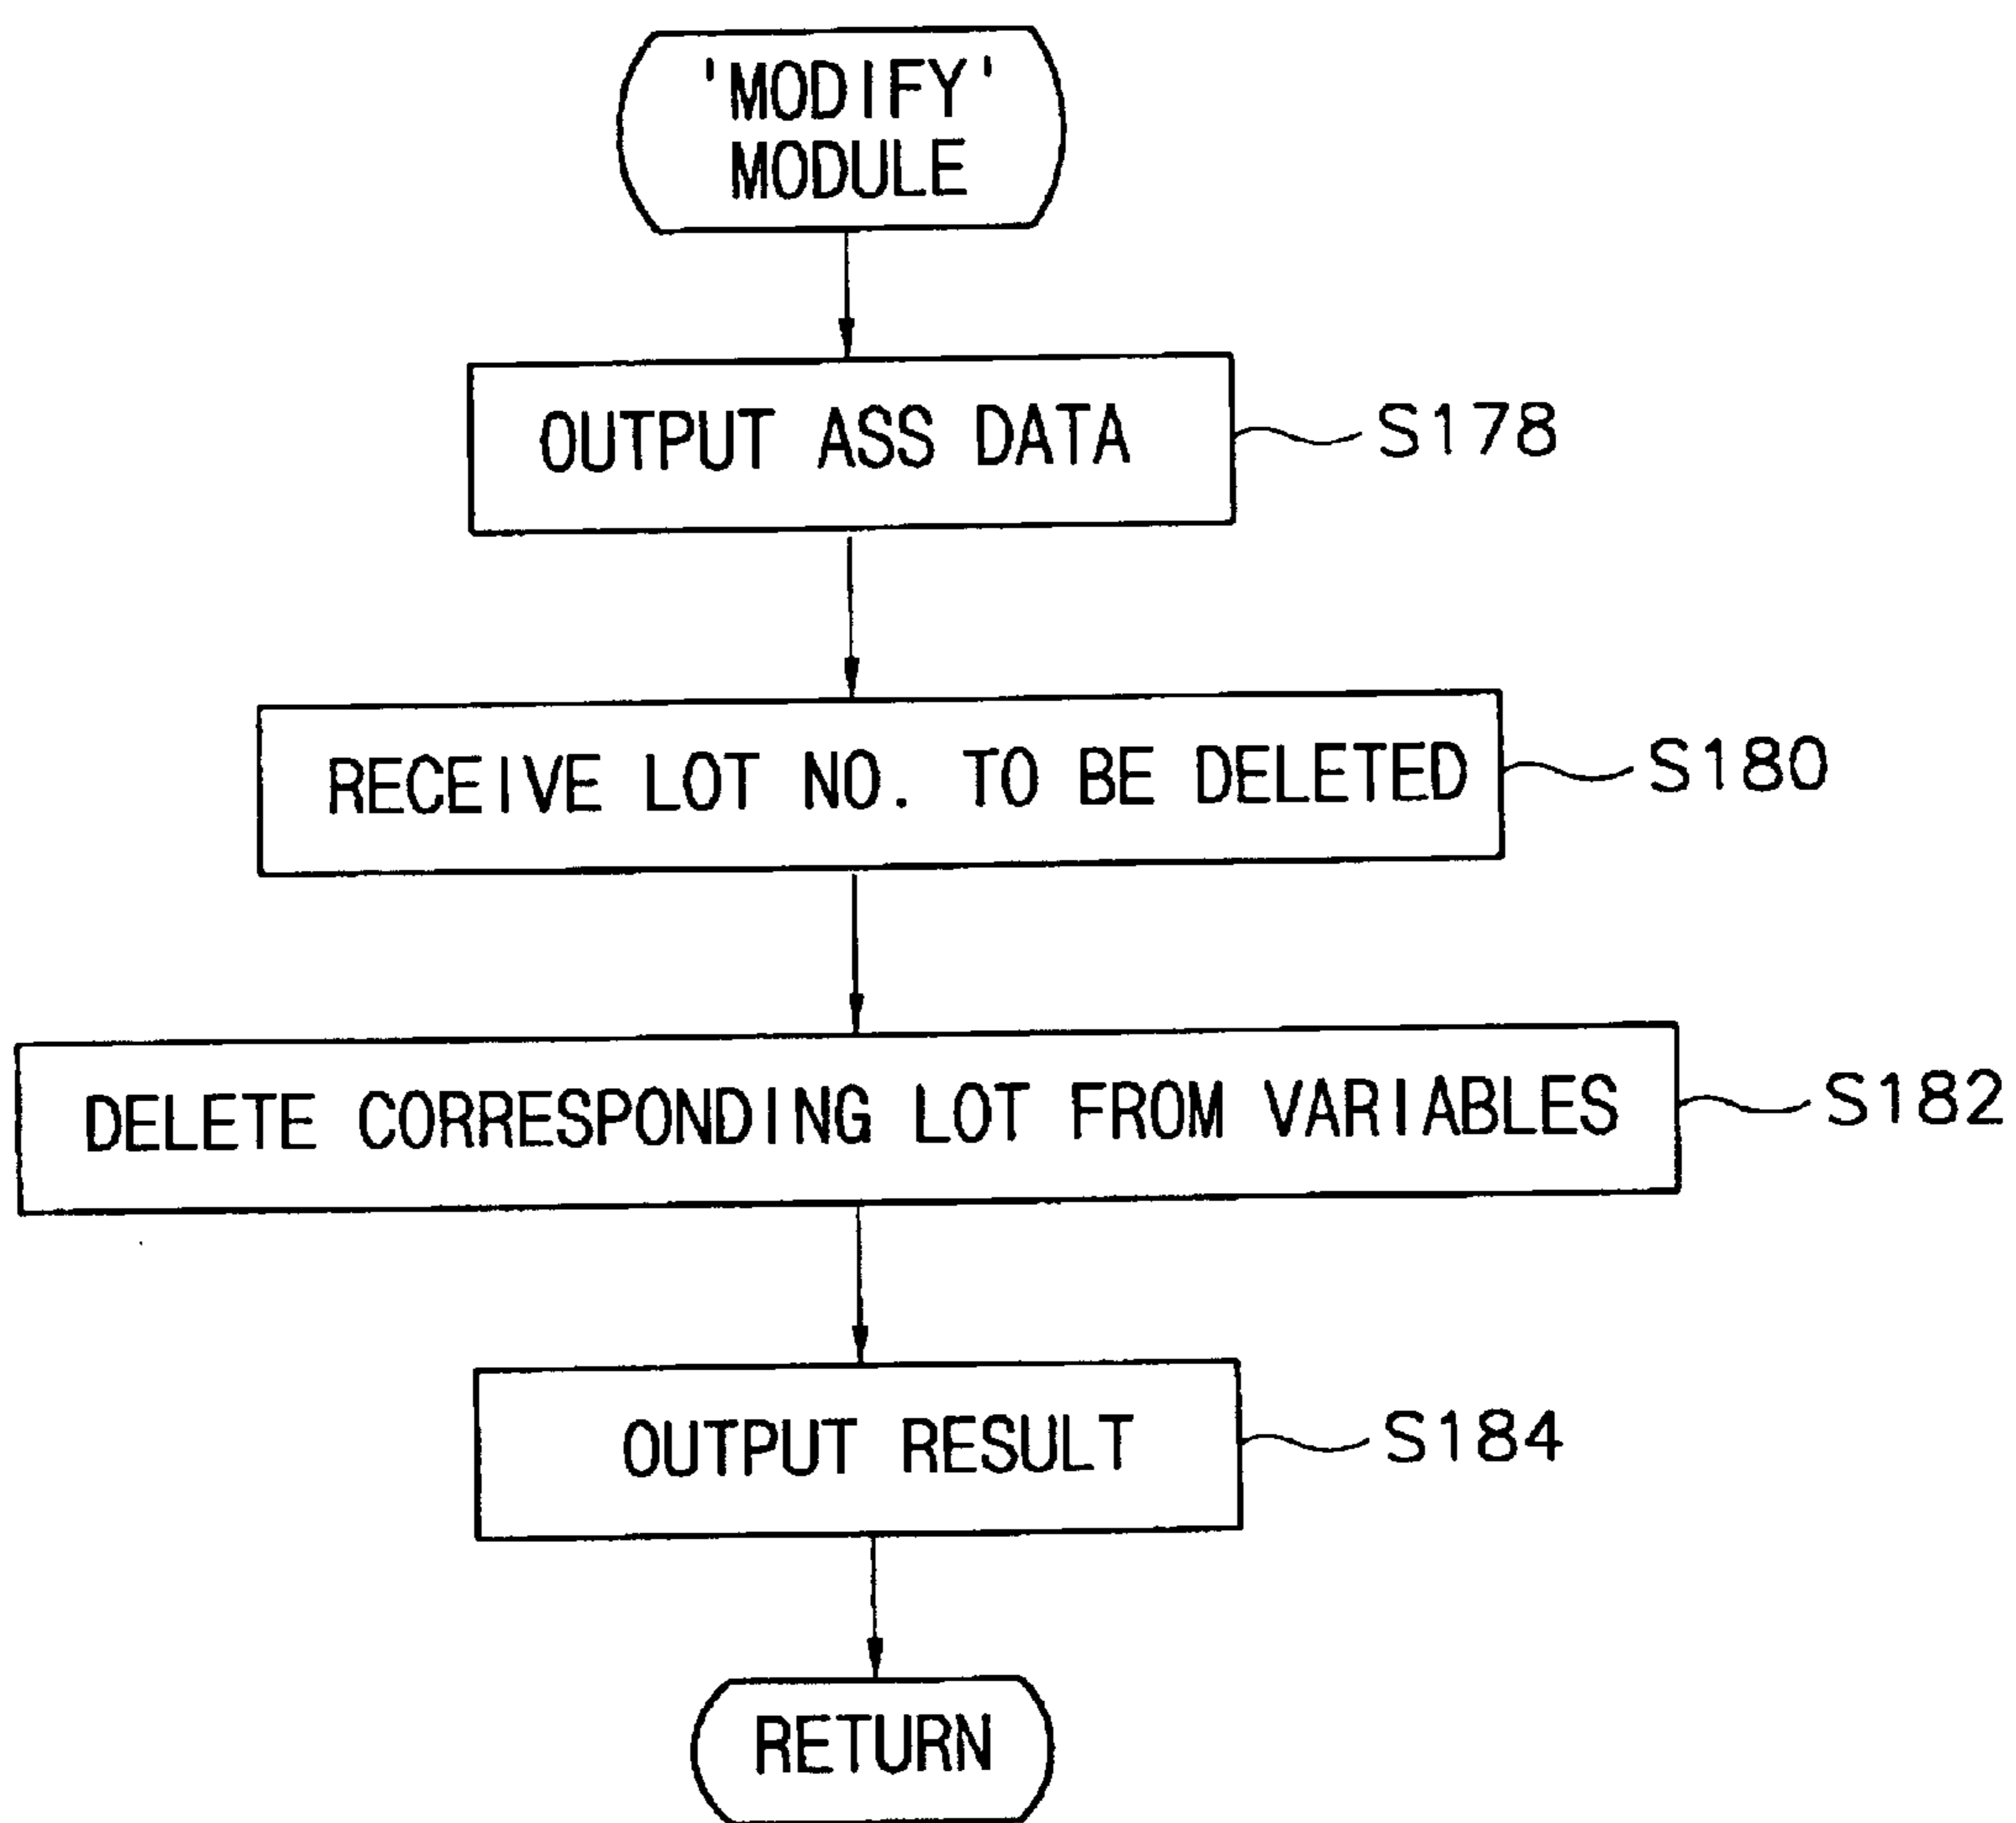 'MODIFY'
MODULE
OUTPUT ASS DATA
S178
RECEIVE LOT NO. TO BE DELETED
S180
DELETE CORRESPONDING LOT FROM VARIABLES
S182
OUTPUT RESULT
S184
RETURN